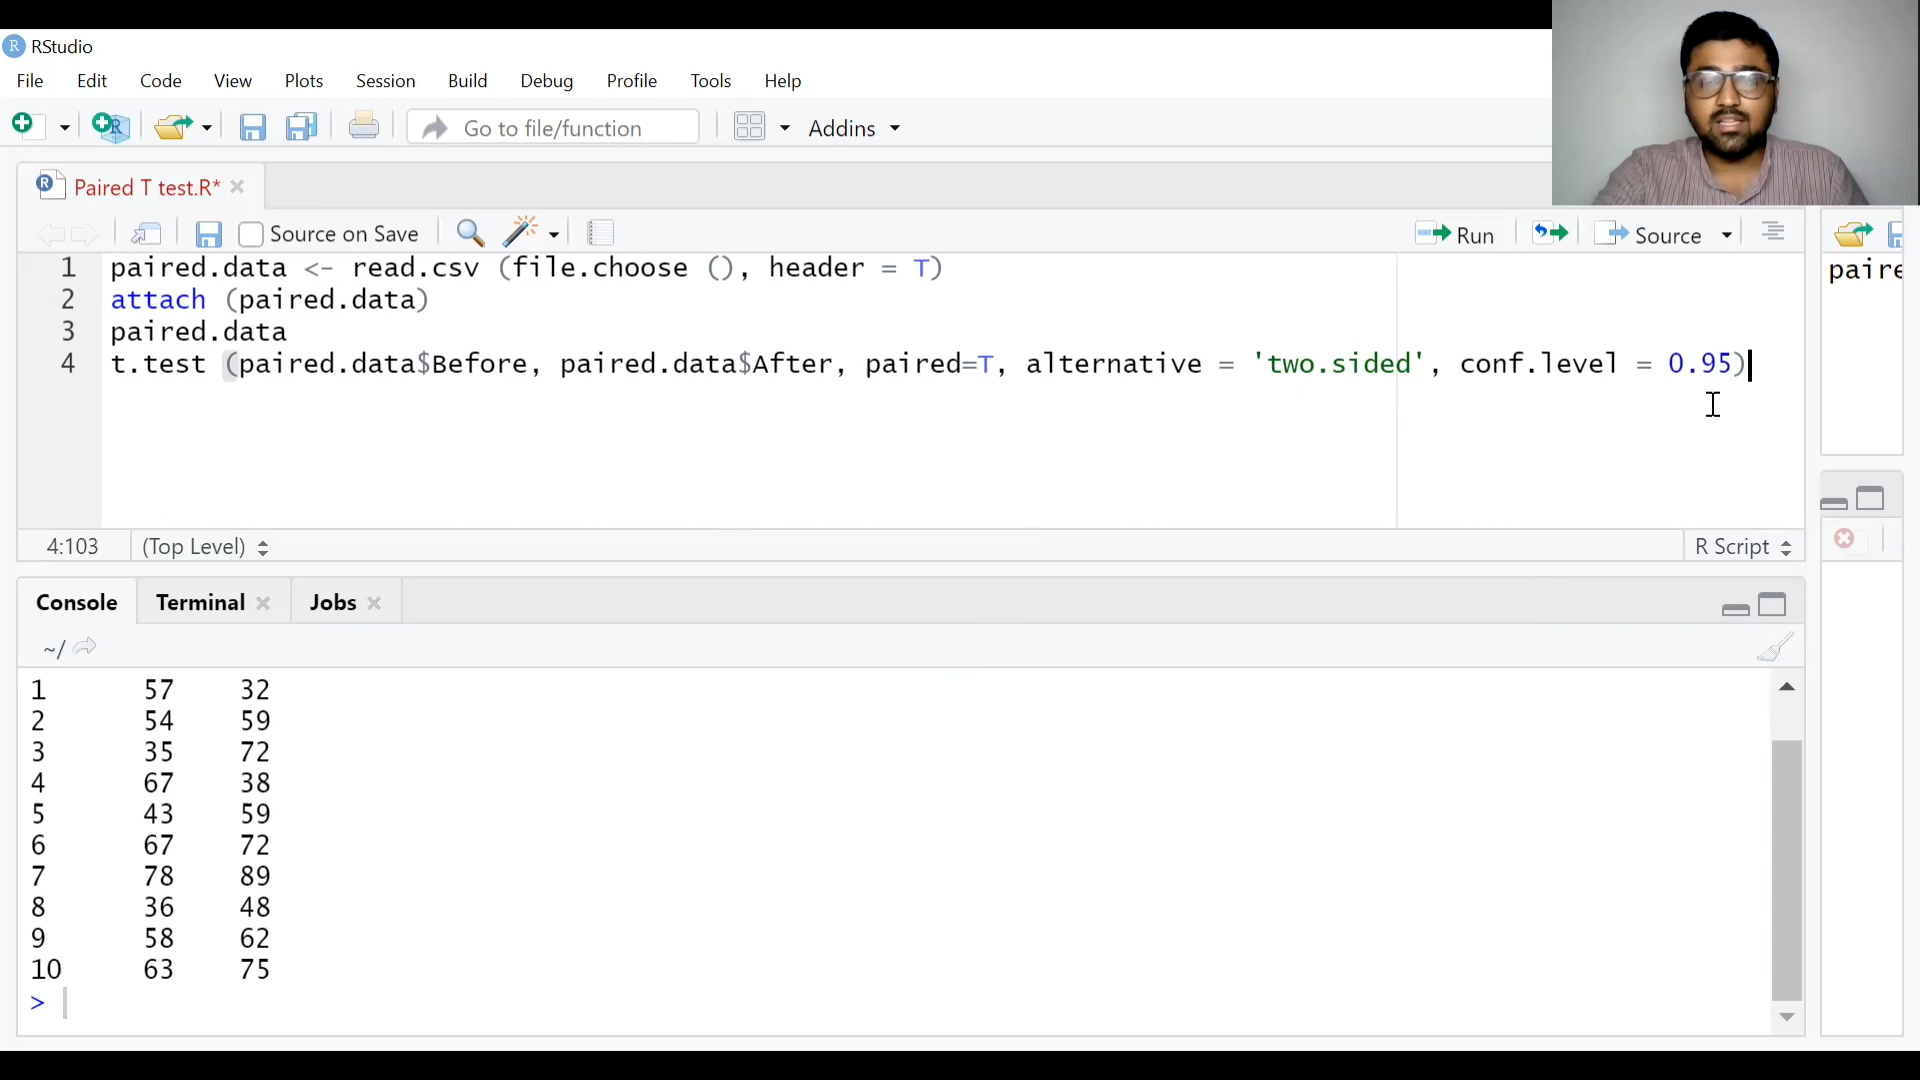 RStudio
File Edit Code View Plots Session Build Debug Profile Tools Help
Go to file/function Addins
Paired T test.R*
Source on Save Run Source
1 paired.data <- read.csv (file.choose (), header = T)
2 attach (paired.data)
3 paired.data
4 t.test (paired.data$Before, paired.data$After, paired=T, alternative = 'two.sided', conf.level = 0.95)
paire
4:103 (Top Level) R Script
Console Terminal Jobs
~/
1 57 32
2 54 59
3 35 72
4 67 38
5 43 59
6 67 72
7 78 89
8 36 48
9 58 62
10 63 75
>